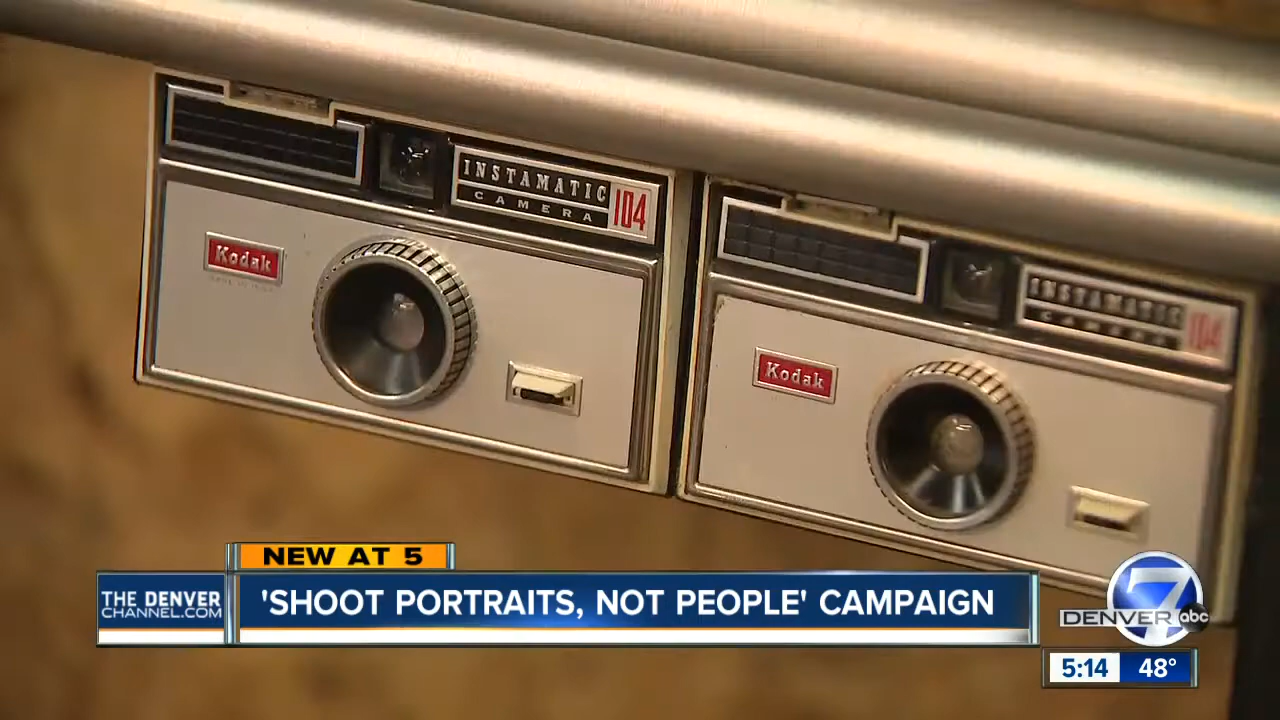 INSTAMATIC
CAMERA
104
Kodak
INSTAMATIC
CAMERA
104
Kodak
NEW AT 5
THE DENVER
CHANNEL.COM
'SHOOT PORTRAITS, NOT PEOPLE' CAMPAIGN
7
DENVER abc
5:14 48°